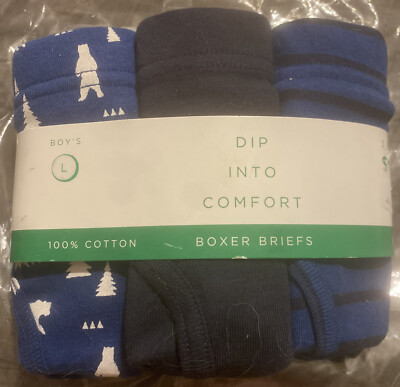 BOY'S
L
DIP
INTO
COMFORT
100% COTTON
BOXER BRIEFS